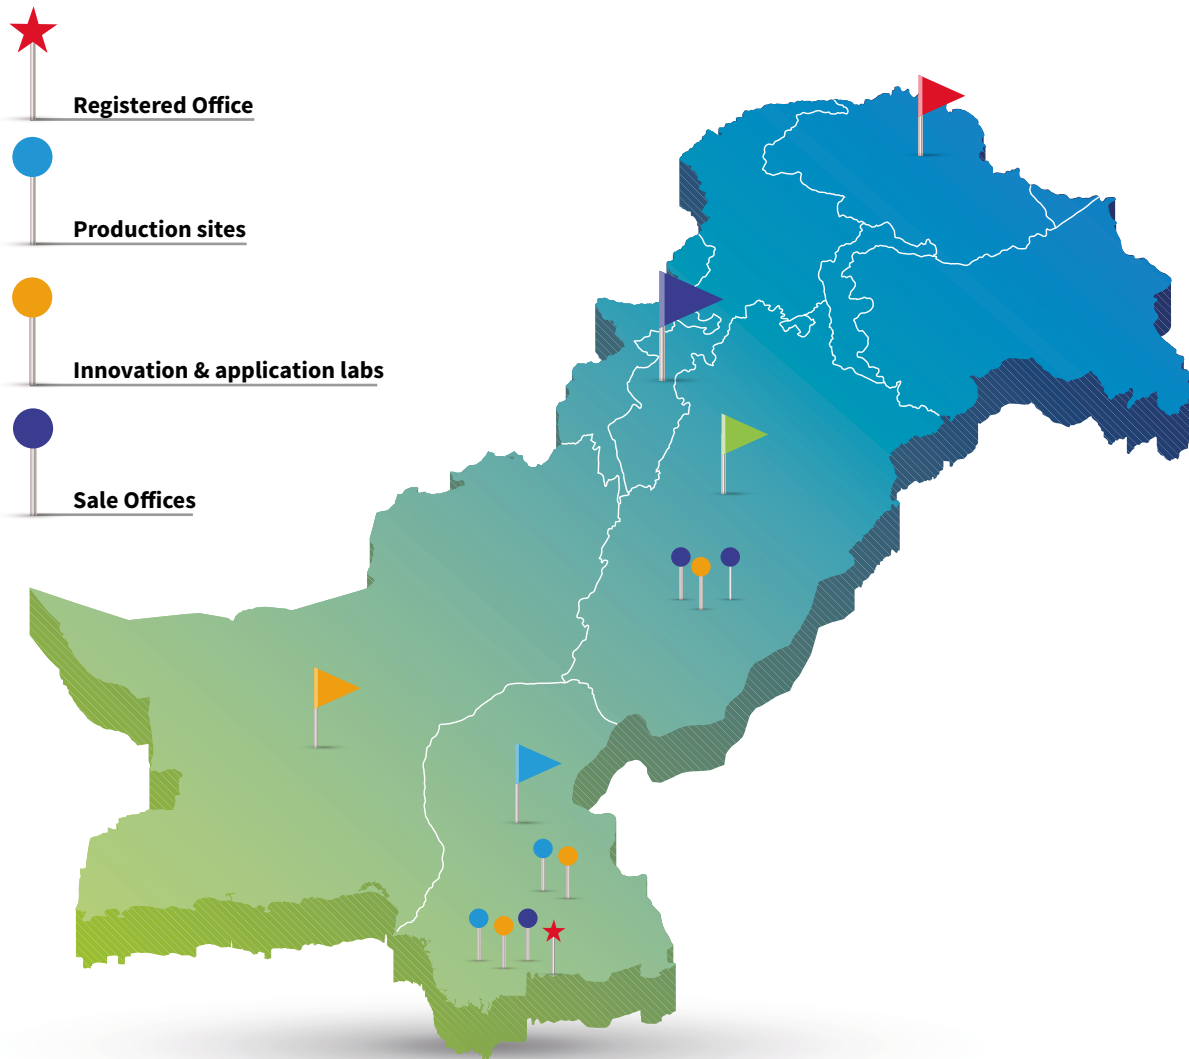 Registered Office
Production sites
Innovation & application labs
Sale Offices